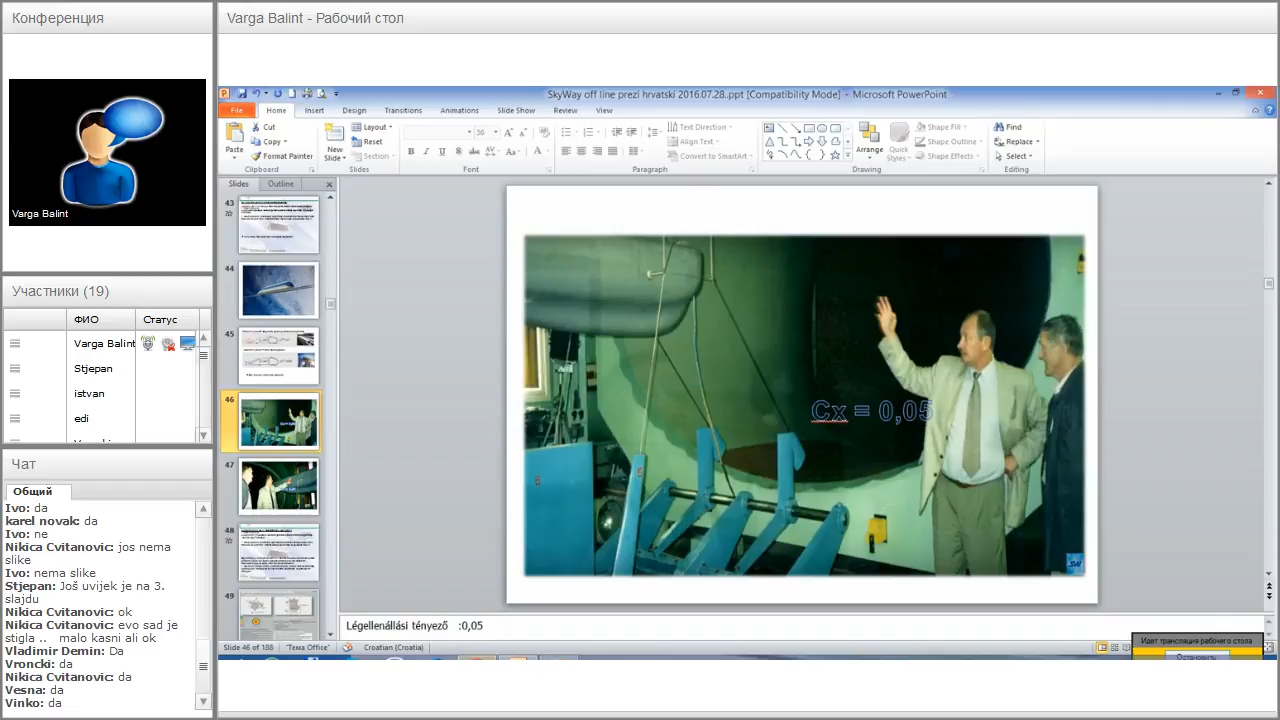 Конференция
Varga Balint - Рабочий стол
Участники (19)
ФИО
Статус
Varga Balint
Stjepan
istvan
edi
Чат
Общий
Ivo: da
karel novak: da
Ivo: ne
Nikica Cvitanovic: jos nema
slike
Ivo: nema slike
Stjepan: Još uvijek je na 3.
slajdu
Nikica Cvitanovic: ok
Nikica Cvitanovic: evo sad je
stiglo.. malo kasni ali ok
Vladimir Demin: Da
Vroncki: da
Nikica Cvitanovic: da
Vesna: da
Vinko: da
SkyWay off line prezi hrvatski 2016.07.28..ppt [Compatibility Mode] - Microsoft PowerPoint
File
Home
Insert
Design
Transitions
Animations
Slide Show
Review
View
Paste
Cut
Copy
Format Painter
Clipboard
New
Slide
Layout
Reset
Section
Slides
36
Font
Text Direction
Align Text
Convert to SmartArt
Paragraph
Arrange
Quick
Styles
Shape Fill
Shape Outline
Shape Effects
Drawing
Find
Replace
Select
Editing
Slides
Outline
43
44
45
46
47
48
49
Cx = 0,05
Légellenállási tényező :0,05
Slide 46 of 188
"Тема Office"
Croatian (Croatia)
Идет трансляция рабочего стола
Остановить